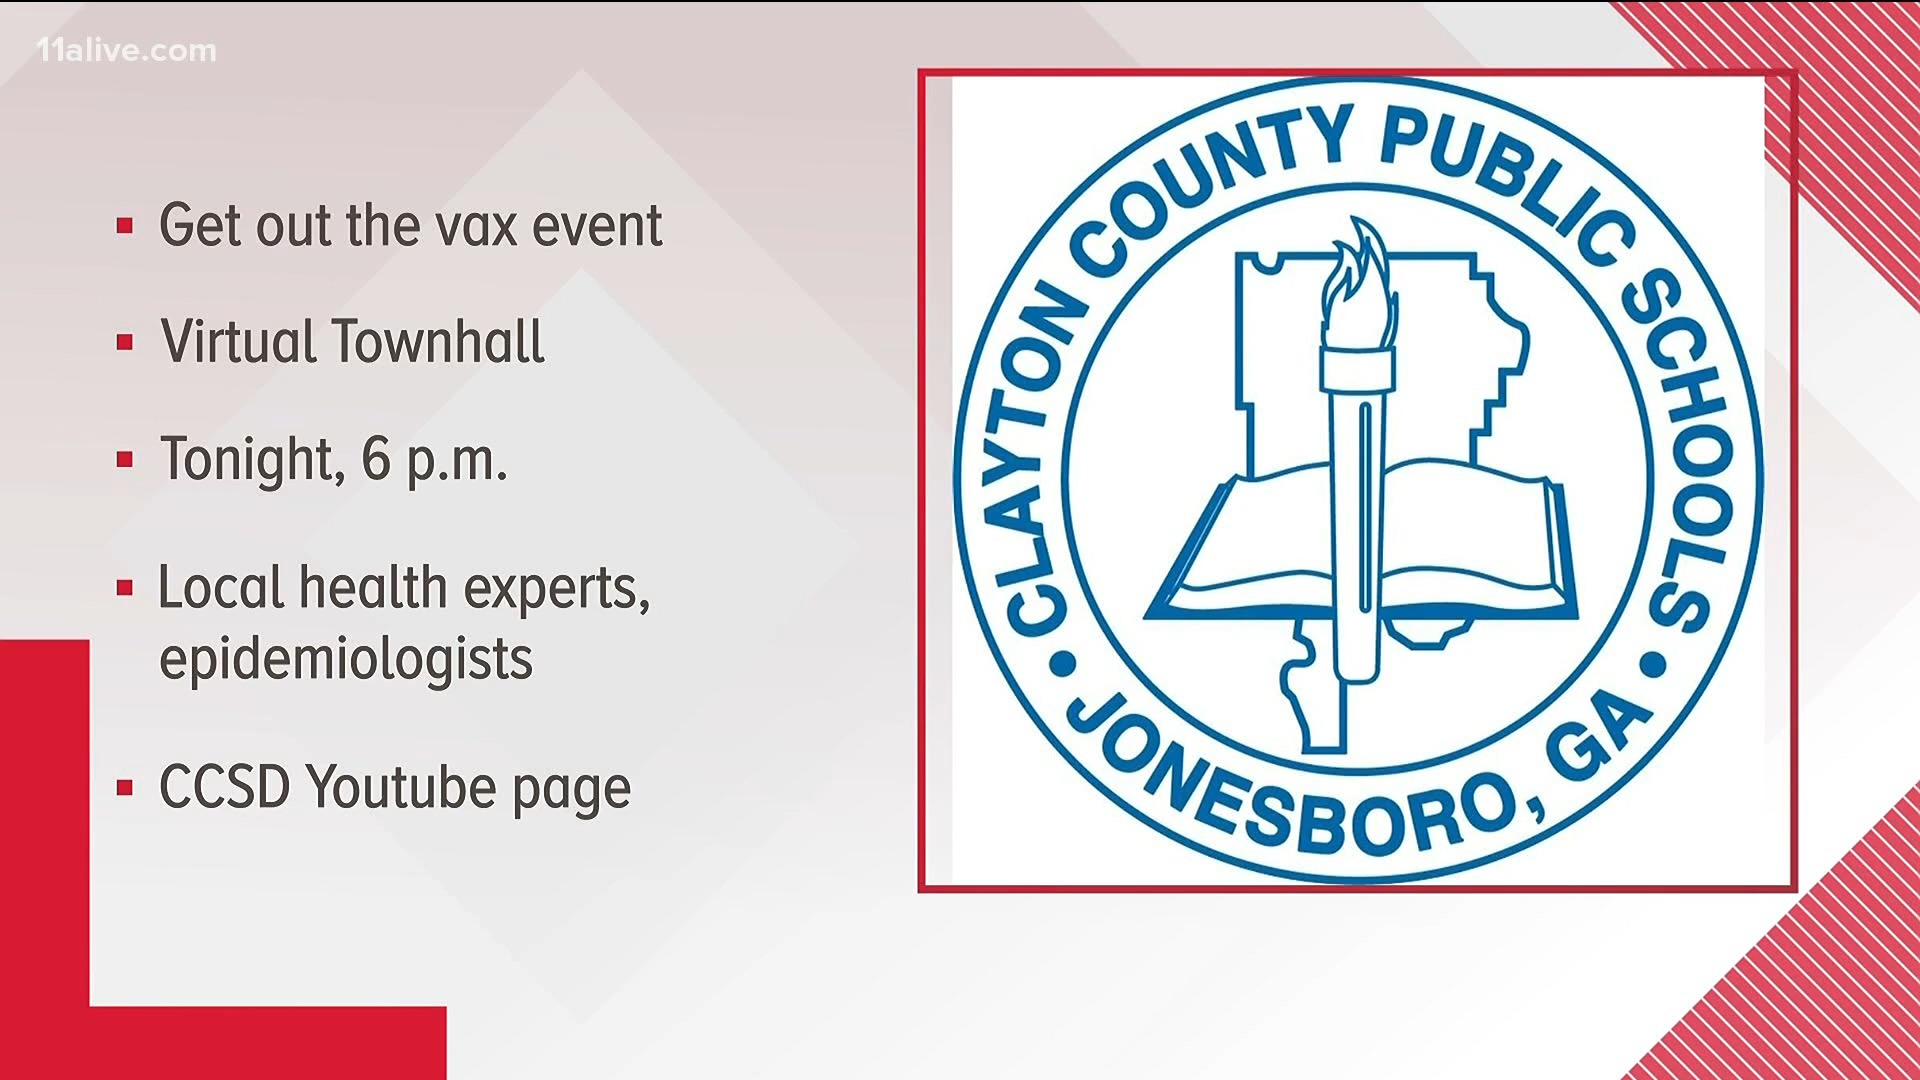 11alive.com
▪ Get out the vax event
▪ Virtual Townhall
▪ Tonight, 6 p.m.
▪ Local health experts,
epidemiologists
▪ CCSD Youtube page
CLAYTON COUNTY PUBLIC SCHOOLS
• JONESBORO, GA •